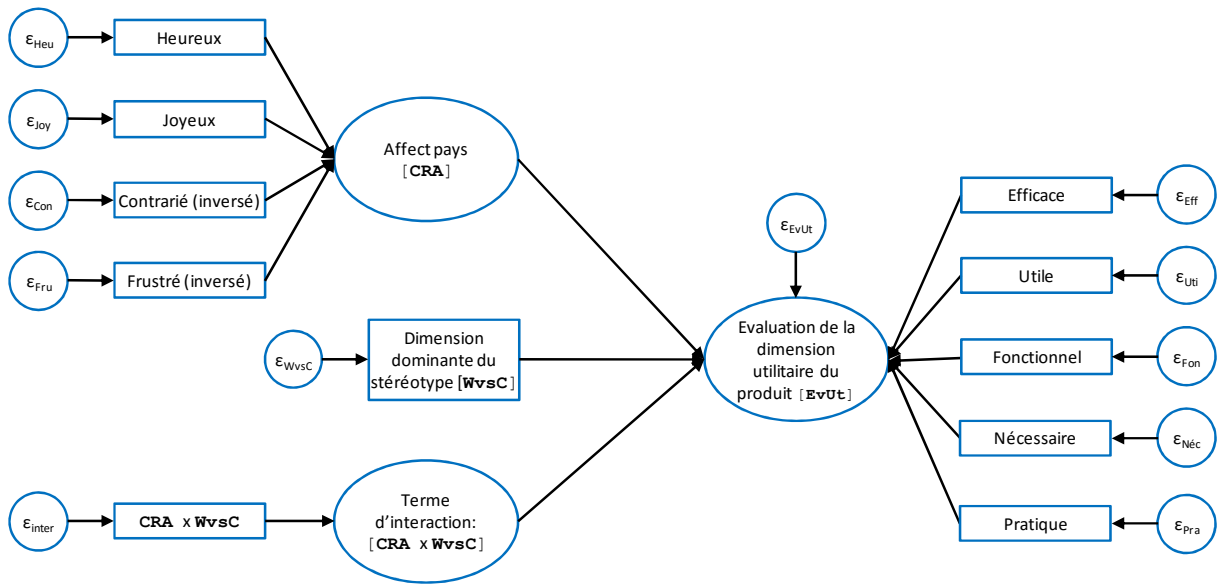 εHeu
Heureux
εJoy
Joyeux
εCon
Contrarié (inversé)
εFru
Frustré (inversé)
Affect pays
[CRA]
εWvsC
Dimension
dominante du
stéréotype [WvsC]
εinter
CRA x WvsC
Terme
d'interaction:
[CRA x WvsC]
εEvUt
Evaluation de la
dimension
utilitaire du
produit [EvUt]
Efficace
εEff
Utile
εUti
Fonctionnel
εFon
Nécessaire
εNéc
Pratique
εPra